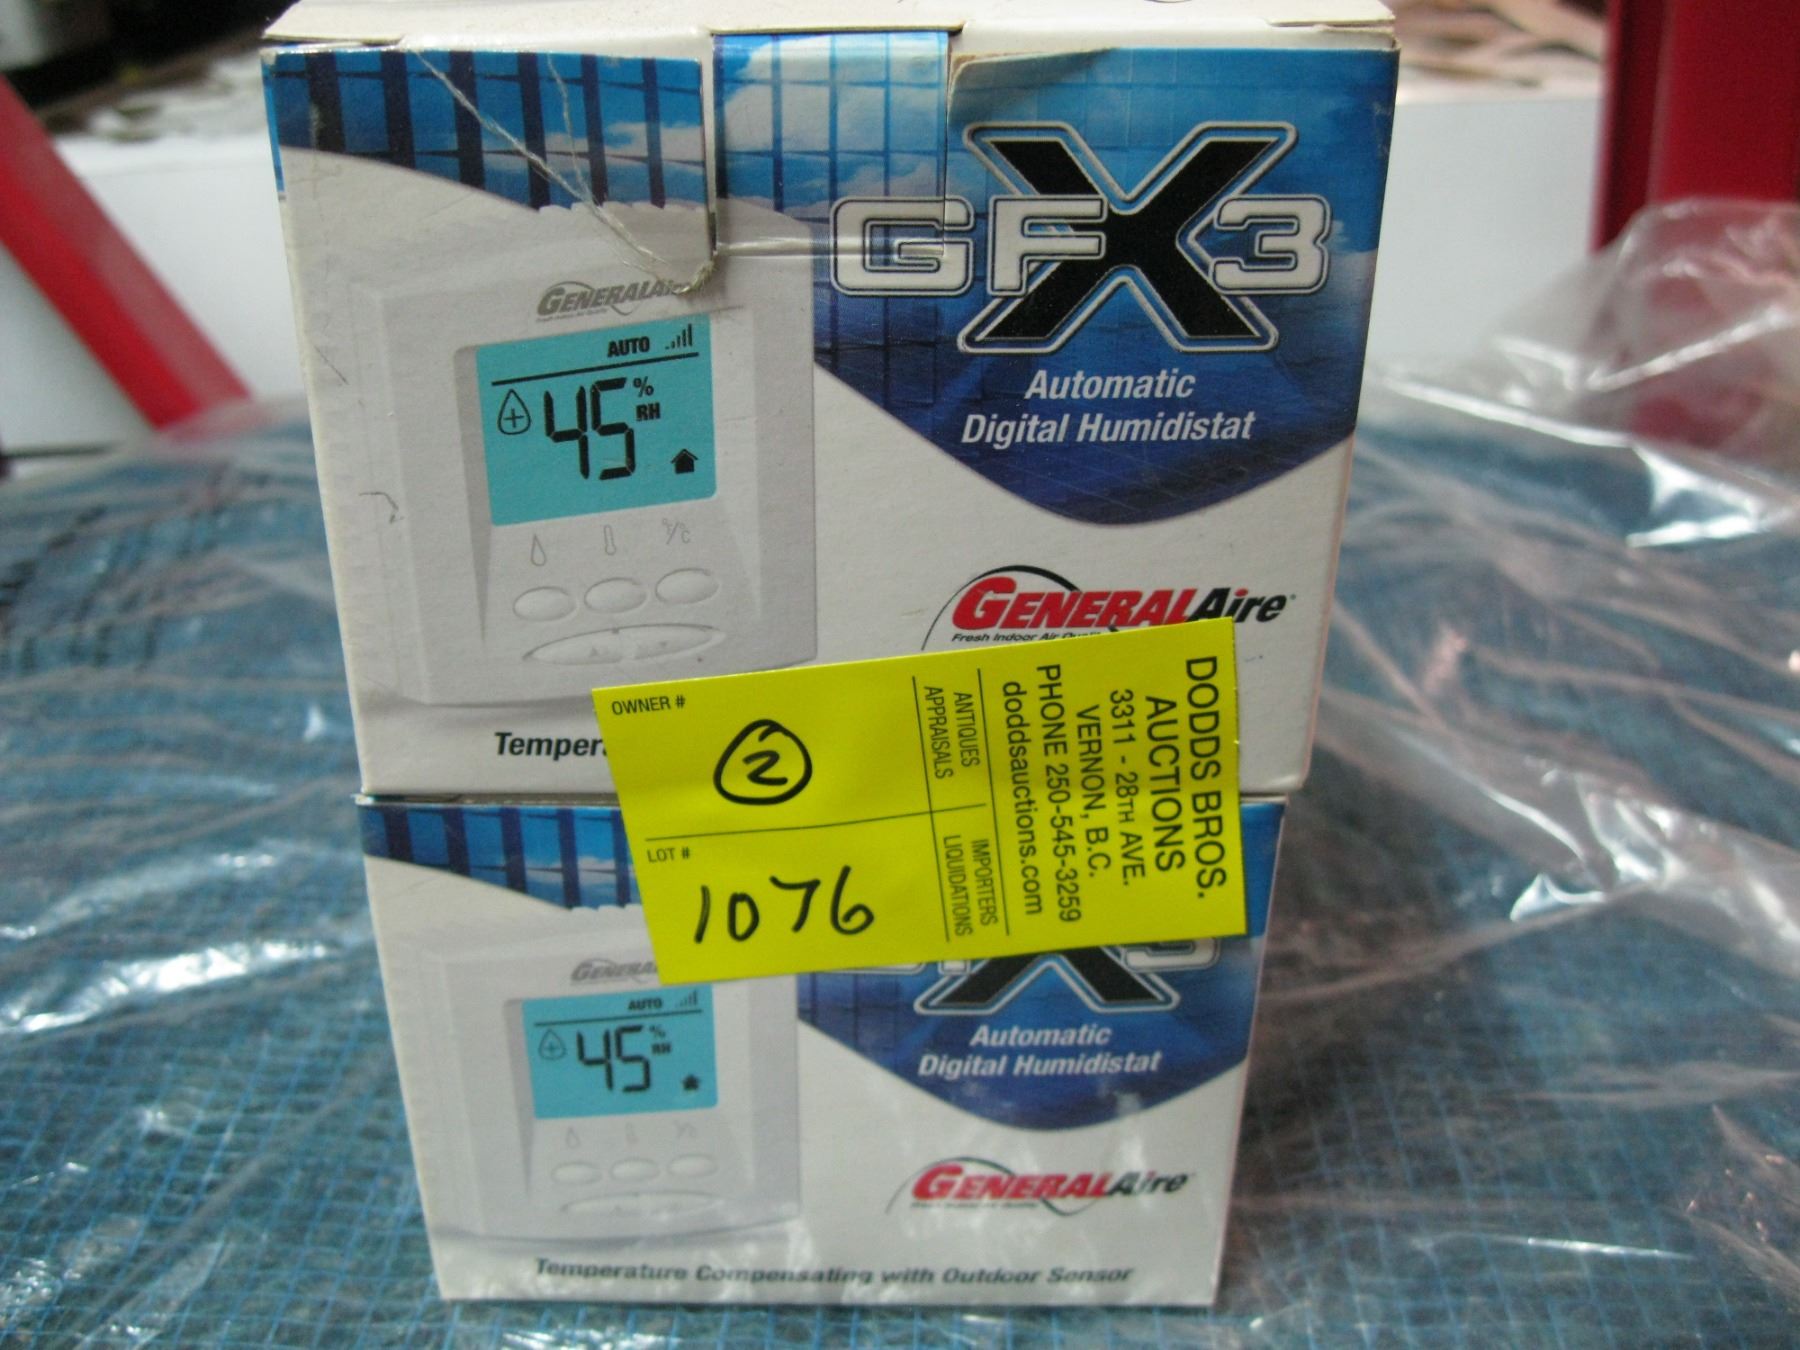 GFX3
Automatic
Digital Humidistat
GENERALAire
AUTO
45 %
RH
°F/°C
GENERALAire
Fresh Indoor Air
OWNER #
2
LOT #
1076
ANTIQUES
APPRAISALS
IMPORTERS
LIQUIDATIONS
DODDS BROS.
AUCTIONS
3311 - 28TH AVE.
VERNON, B.C.
PHONE 250-545-3259
doddsauctions.com
GENERAL
AUTO
45 %
RH
Automatic
Digital Humidistat
GENERALAire
Temperature Compensating with Outdoor Sensor